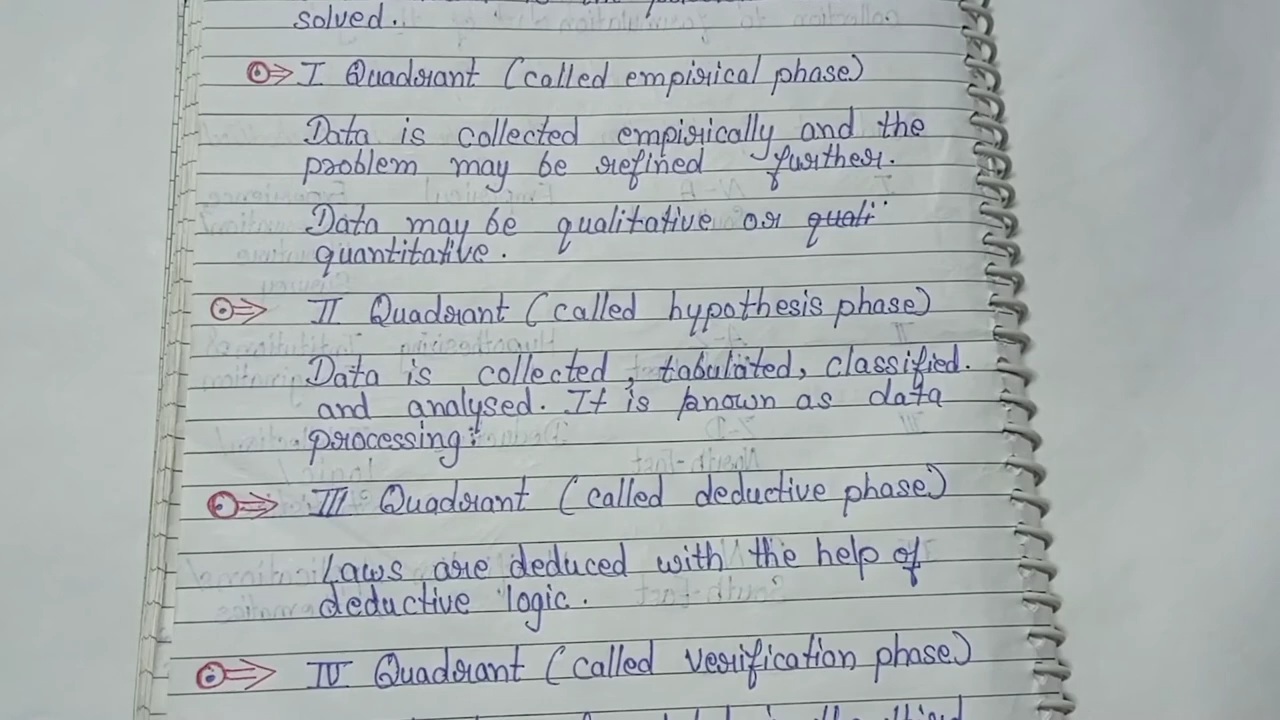 solved.
I Quadrant (called empirical phase)
Data is collected empirically and the
problem may be refined further.
Data may be qualitative or quali
quantitative.
II Quadrant (called hypothesis phase)
Data is collected, tabulated, classified.
and analysed. It is known as data
processing.
III Quadrant (called deductive phase)
Laws are deduced with the help of
deductive logic.
IV Quadrant (called verification phase)